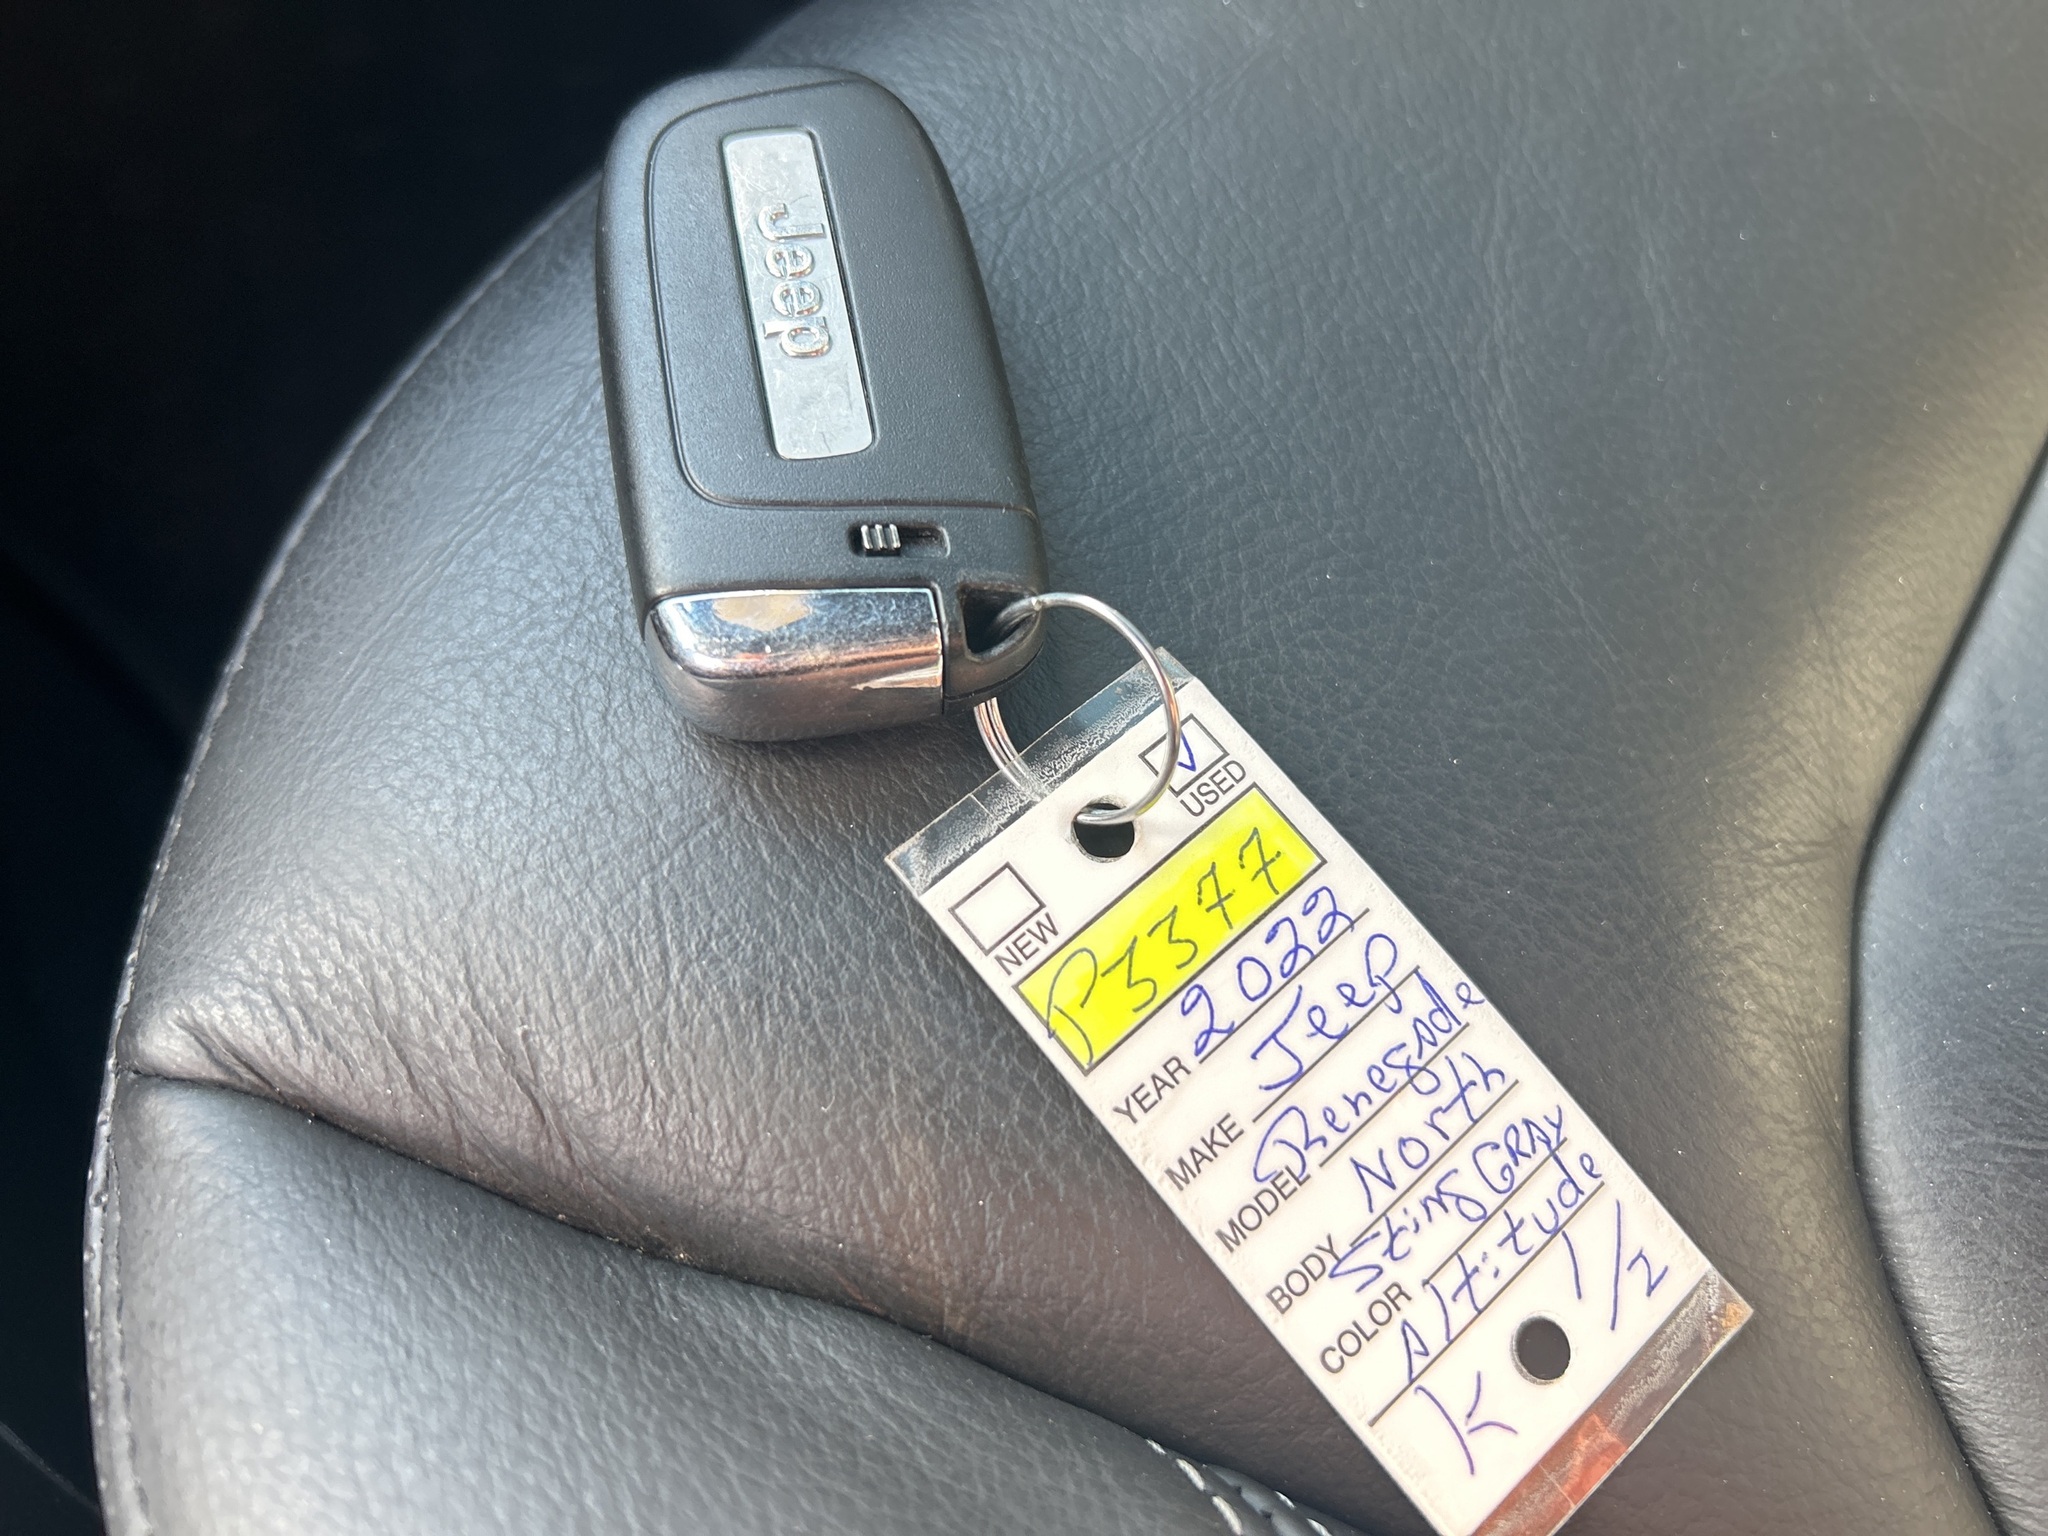 Jeep
USED
NEW
P3377
YEAR 2022
MAKE Jeep
MODEL Renegade
BODY North
COLOR Sting GRAY
Altitude
K 1/2